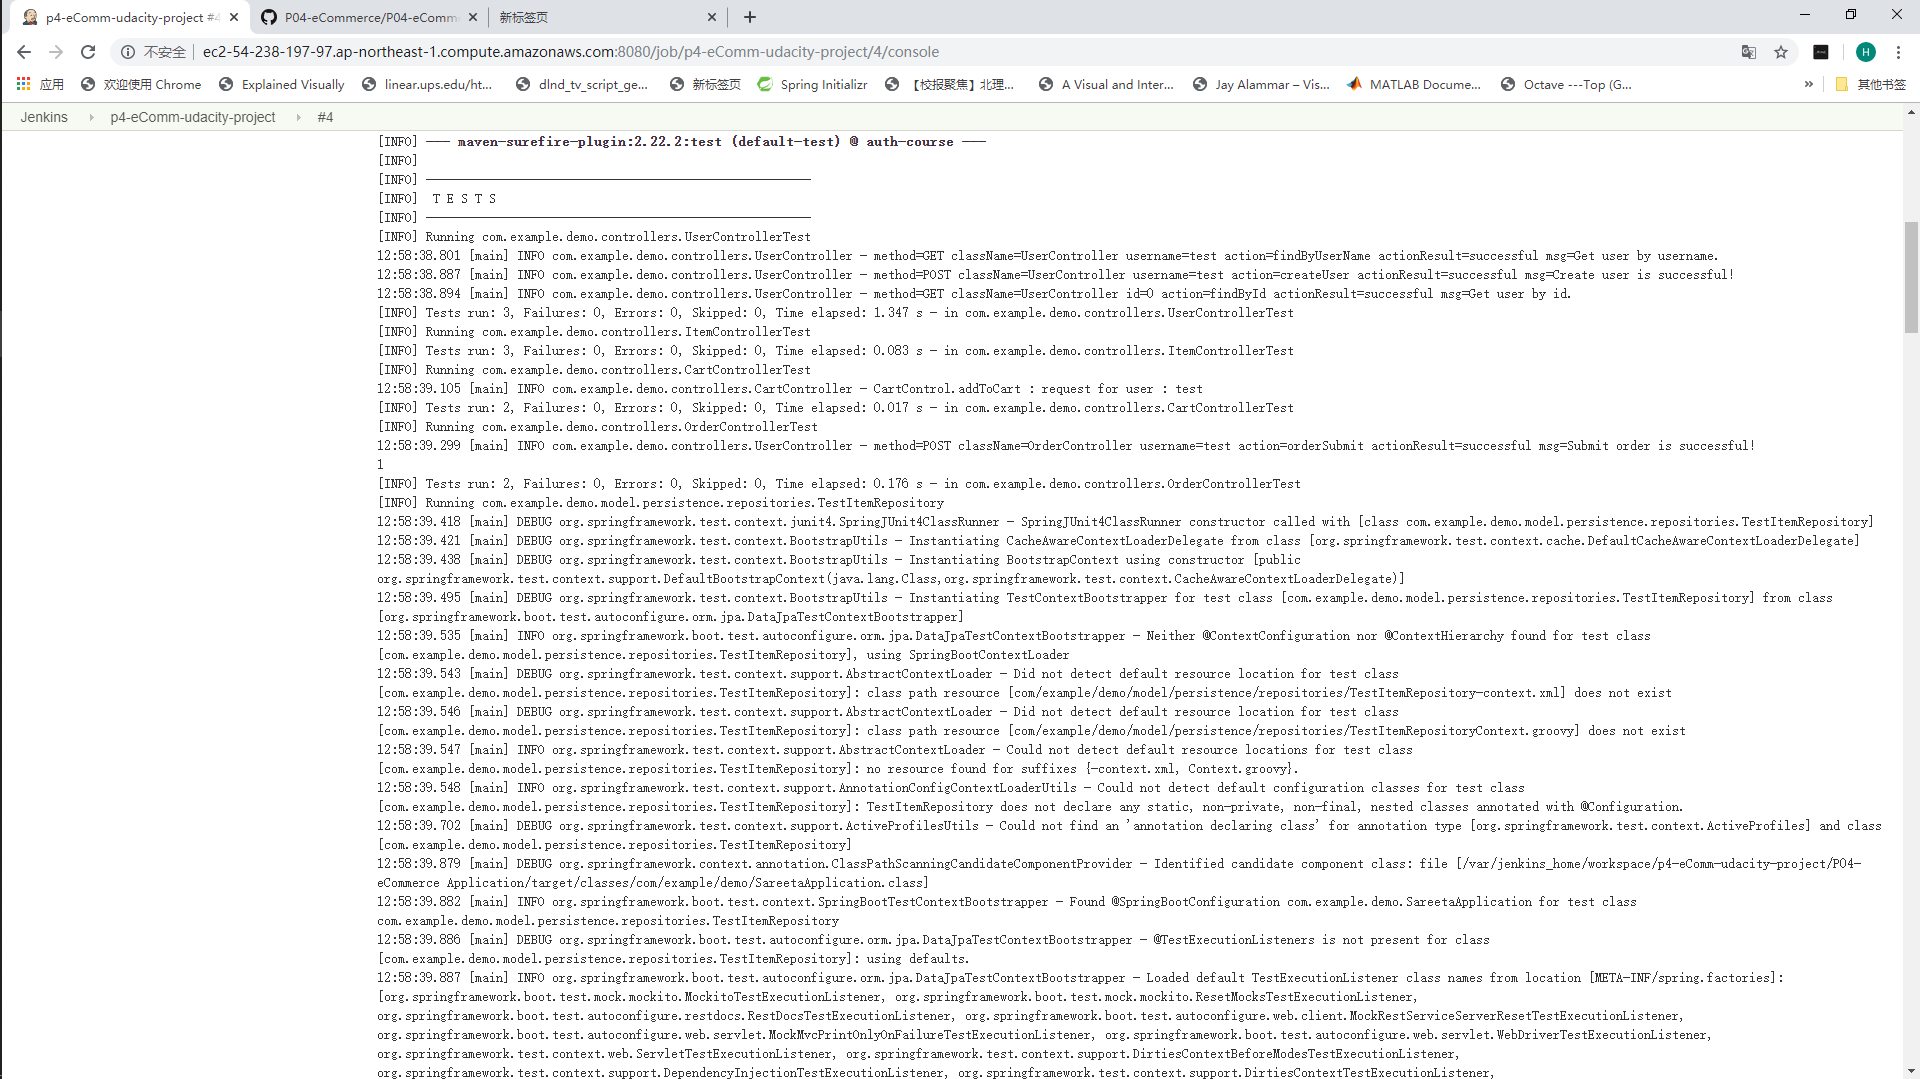 p4-eComm-udacity-project #4
P04-eCommerce/P04-eComm
新标签页
不安全
ec2-54-238-197-97.ap-northeast-1.compute.amazonaws.com:8080/job/p4-eComm-udacity-project/4/console
H
应用
欢迎使用 Chrome
Explained Visually
linear.ups.edu/ht...
dlnd_tv_script_ge...
新标签页
Spring Initializr
【校报聚焦】北理...
A Visual and Inter...
Jay Alammar – Vis...
MATLAB Docume...
Octave ---Top (G...
»
其他书签
Jenkins
p4-eComm-udacity-project
#4
[INFO] --- maven-surefire-plugin:2.22.2:test (default-test) @ auth-course ---
[INFO]
[INFO] -------------------------------------------------------
[INFO]  T E S T S
[INFO] -------------------------------------------------------
[INFO] Running com.example.demo.controllers.UserControllerTest
12:58:38.801 [main] INFO com.example.demo.controllers.UserController - method=GET className=UserController username=test action=findByUserName actionResult=successful msg=Get user by username.
12:58:38.887 [main] INFO com.example.demo.controllers.UserController - method=POST className=UserController username=test action=createUser actionResult=successful msg=Create user is successful!
12:58:38.894 [main] INFO com.example.demo.controllers.UserController - method=GET className=UserController id=0 action=findById actionResult=successful msg=Get user by id.
[INFO] Tests run: 3, Failures: 0, Errors: 0, Skipped: 0, Time elapsed: 1.347 s - in com.example.demo.controllers.UserControllerTest
[INFO] Running com.example.demo.controllers.ItemControllerTest
[INFO] Tests run: 3, Failures: 0, Errors: 0, Skipped: 0, Time elapsed: 0.083 s - in com.example.demo.controllers.ItemControllerTest
[INFO] Running com.example.demo.controllers.CartControllerTest
12:58:39.105 [main] INFO com.example.demo.controllers.CartController - CartControl.addToCart : request for user : test
[INFO] Tests run: 2, Failures: 0, Errors: 0, Skipped: 0, Time elapsed: 0.017 s - in com.example.demo.controllers.CartControllerTest
[INFO] Running com.example.demo.controllers.OrderControllerTest
12:58:39.299 [main] INFO com.example.demo.controllers.UserController - method=POST className=OrderController username=test action=orderSubmit actionResult=successful msg=Submit order is successful!
1
[INFO] Tests run: 2, Failures: 0, Errors: 0, Skipped: 0, Time elapsed: 0.176 s - in com.example.demo.controllers.OrderControllerTest
[INFO] Running com.example.demo.model.persistence.repositories.TestItemRepository
12:58:39.418 [main] DEBUG org.springframework.test.context.junit4.SpringJUnit4ClassRunner - SpringJUnit4ClassRunner constructor called with [class com.example.demo.model.persistence.repositories.TestItemRepository]
12:58:39.421 [main] DEBUG org.springframework.test.context.BootstrapUtils - Instantiating CacheAwareContextLoaderDelegate from class [org.springframework.test.context.cache.DefaultCacheAwareContextLoaderDelegate]
12:58:39.438 [main] DEBUG org.springframework.test.context.BootstrapUtils - Instantiating BootstrapContext using constructor [public
org.springframework.test.context.support.DefaultBootstrapContext(java.lang.Class,org.springframework.test.context.CacheAwareContextLoaderDelegate)]
12:58:39.495 [main] DEBUG org.springframework.test.context.BootstrapUtils - Instantiating TestContextBootstrapper for test class [com.example.demo.model.persistence.repositories.TestItemRepository] from class
[org.springframework.boot.test.autoconfigure.orm.jpa.DataJpaTestContextBootstrapper]
12:58:39.535 [main] INFO org.springframework.boot.test.autoconfigure.orm.jpa.DataJpaTestContextBootstrapper - Neither @ContextConfiguration nor @ContextHierarchy found for test class
[com.example.demo.model.persistence.repositories.TestItemRepository], using SpringBootContextLoader
12:58:39.543 [main] DEBUG org.springframework.test.context.support.AbstractContextLoader - Did not detect default resource location for test class
[com.example.demo.model.persistence.repositories.TestItemRepository]: class path resource [com/example/demo/model/persistence/repositories/TestItemRepository-context.xml] does not exist
12:58:39.546 [main] DEBUG org.springframework.test.context.support.AbstractContextLoader - Did not detect default resource location for test class
[com.example.demo.model.persistence.repositories.TestItemRepository]: class path resource [com/example/demo/model/persistence/repositories/TestItemRepositoryContext.groovy] does not exist
12:58:39.547 [main] INFO org.springframework.test.context.support.AbstractContextLoader - Could not detect default resource locations for test class
[com.example.demo.model.persistence.repositories.TestItemRepository]: no resource found for suffixes {-context.xml, Context.groovy}.
12:58:39.548 [main] INFO org.springframework.test.context.support.AnnotationConfigContextLoaderUtils - Could not detect default configuration classes for test class
[com.example.demo.model.persistence.repositories.TestItemRepository]: TestItemRepository does not declare any static, non-private, non-final, nested classes annotated with @Configuration.
12:58:39.702 [main] DEBUG org.springframework.test.context.support.ActiveProfilesUtils - Could not find an 'annotation declaring class' for annotation type [org.springframework.test.context.ActiveProfiles] and class
[com.example.demo.model.persistence.repositories.TestItemRepository]
12:58:39.879 [main] DEBUG org.springframework.context.annotation.ClassPathScanningCandidateComponentProvider - Identified candidate component class: file [/var/jenkins_home/workspace/p4-eComm-udacity-project/P04-
eCommerce Application/target/classes/com/example/demo/SareetaApplication.class]
12:58:39.882 [main] INFO org.springframework.boot.test.context.SpringBootTestContextBootstrapper - Found @SpringBootConfiguration com.example.demo.SareetaApplication for test class
com.example.demo.model.persistence.repositories.TestItemRepository
12:58:39.886 [main] DEBUG org.springframework.boot.test.autoconfigure.orm.jpa.DataJpaTestContextBootstrapper - @TestExecutionListeners is not present for class
[com.example.demo.model.persistence.repositories.TestItemRepository]: using defaults.
12:58:39.887 [main] INFO org.springframework.boot.test.autoconfigure.orm.jpa.DataJpaTestContextBootstrapper - Loaded default TestExecutionListener class names from location [META-INF/spring.factories]:
[org.springframework.boot.test.mock.mockito.MockitoTestExecutionListener, org.springframework.boot.test.mock.mockito.ResetMocksTestExecutionListener,
org.springframework.boot.test.autoconfigure.restdocs.RestDocsTestExecutionListener, org.springframework.boot.test.autoconfigure.web.client.MockRestServiceServerResetTestExecutionListener,
org.springframework.boot.test.autoconfigure.web.servlet.MockMvcPrintOnlyOnFailureTestExecutionListener, org.springframework.boot.test.autoconfigure.web.servlet.WebDriverTestExecutionListener,
org.springframework.test.context.web.ServletTestExecutionListener, org.springframework.test.context.support.DirtiesContextBeforeModesTestExecutionListener,
org.springframework.test.context.support.DependencyInjectionTestExecutionListener, org.springframework.test.context.support.DirtiesContextTestExecutionListener,